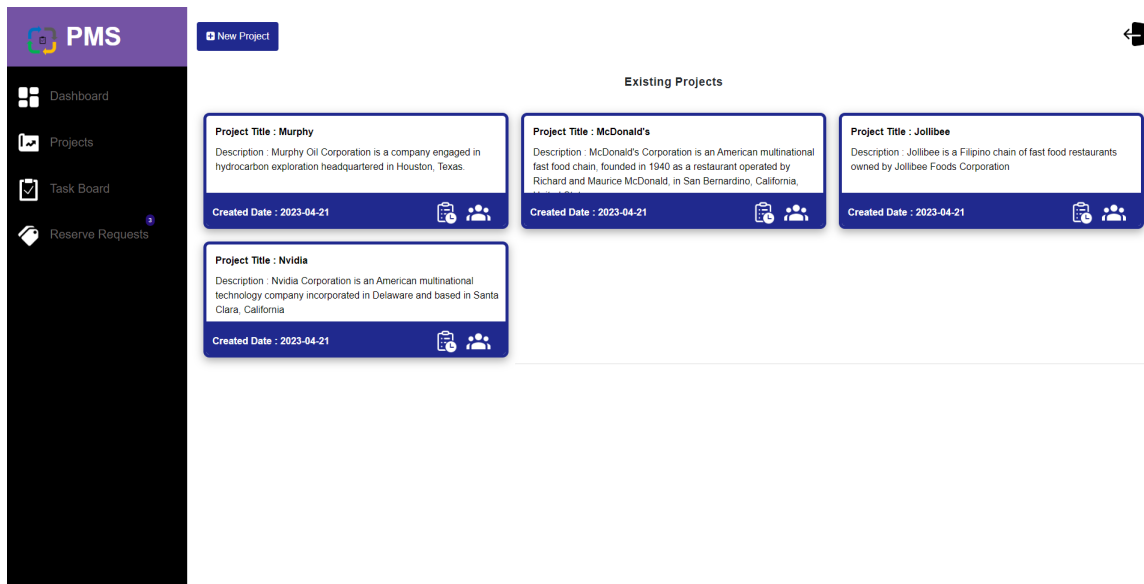 PMS
New Project
Dashboard
Projects
Task Board
3
Reserve Requests
Existing Projects
Project Title : Murphy
Description : Murphy Oil Corporation is a company engaged in
hydrocarbon exploration headquartered in Houston, Texas.
Created Date : 2023-04-21
Project Title : McDonald's
Description : McDonald's Corporation is an American multinational
fast food chain, founded in 1940 as a restaurant operated by
Richard and Maurice McDonald, in San Bernardino, California,
Created Date : 2023-04-21
Project Title : Jollibee
Description : Jollibee is a Filipino chain of fast food restaurants
owned by Jollibee Foods Corporation
Created Date : 2023-04-21
Project Title : Nvidia
Description : Nvidia Corporation is an American multinational
technology company incorporated in Delaware and based in Santa
Clara, California
Created Date : 2023-04-21